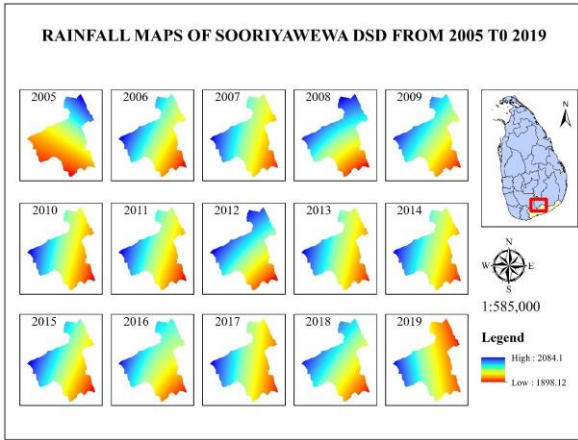 RAINFALL MAPS OF SOORIYAWEWA DSD FROM 2005 T0 2019
2005 2006 2007 2008 2009
2010 2011 2012 2013 2014
2015 2016 2017 2018 2019
N
N
W E
S
1:585,000
Legend
High : 2084.1
Low : 1898.12